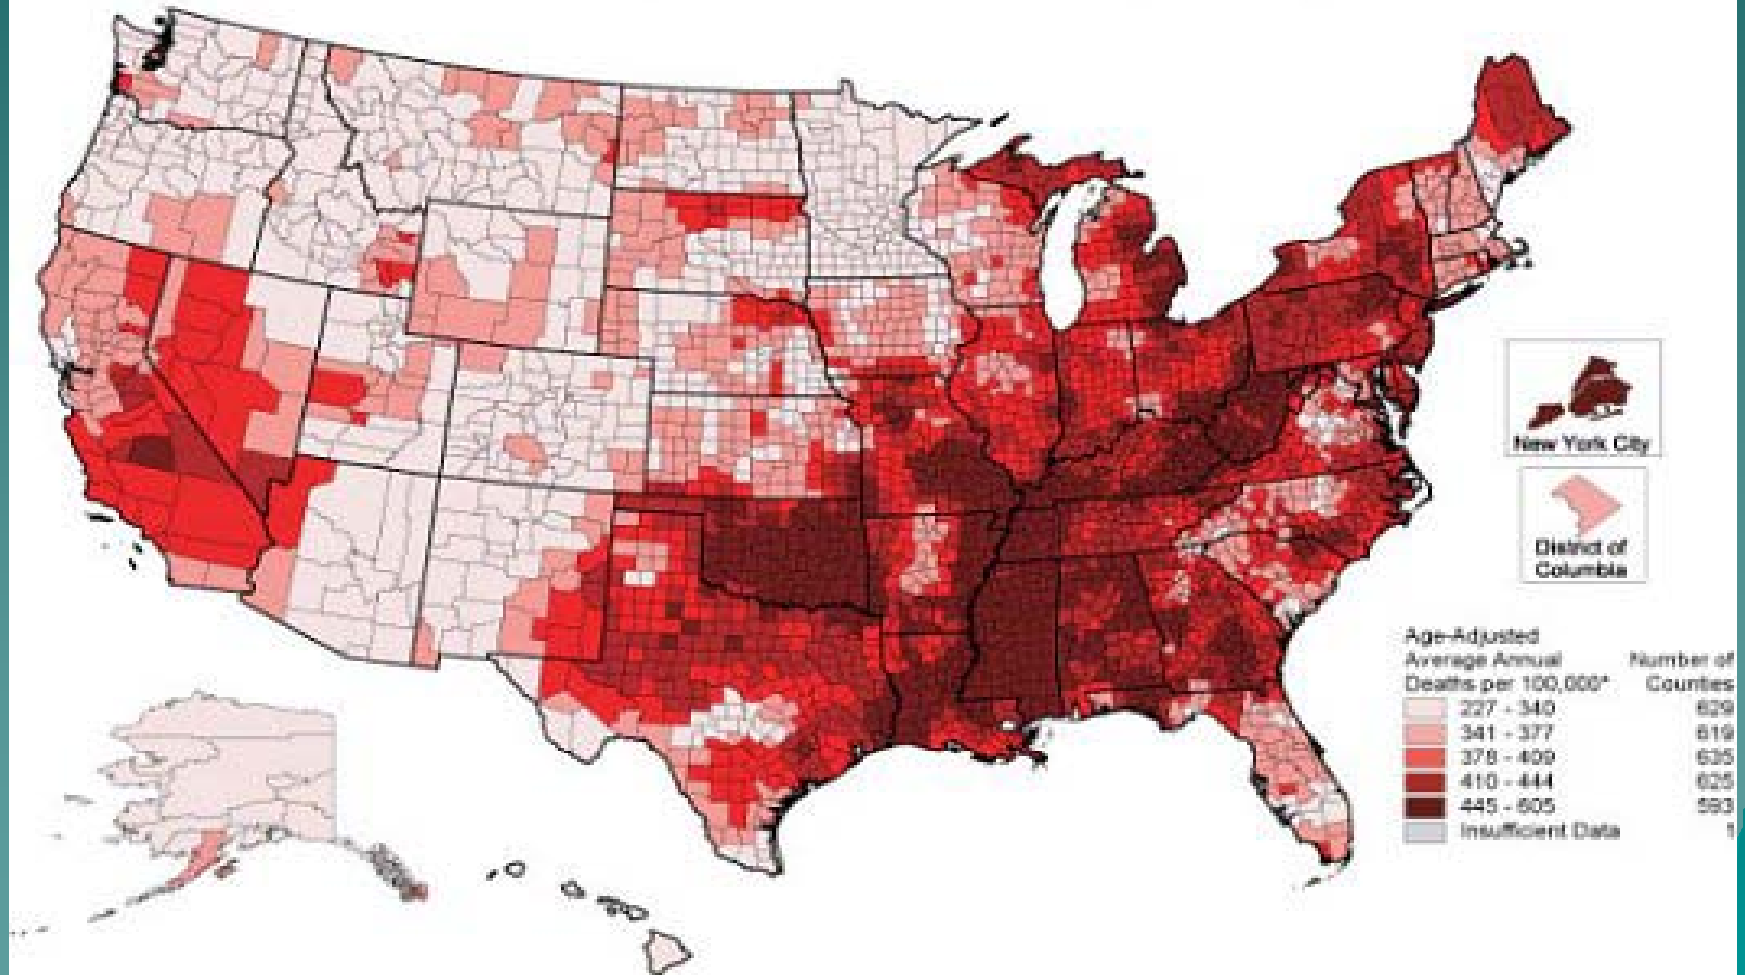 New York City
District of
Columbia
Age-Adjusted
Average Annual Number of
Deaths per 100,000* Counties
227 - 340 629
341 - 377 619
378 - 409 635
410 - 444 625
445 - 605 593
Insufficient Data 1